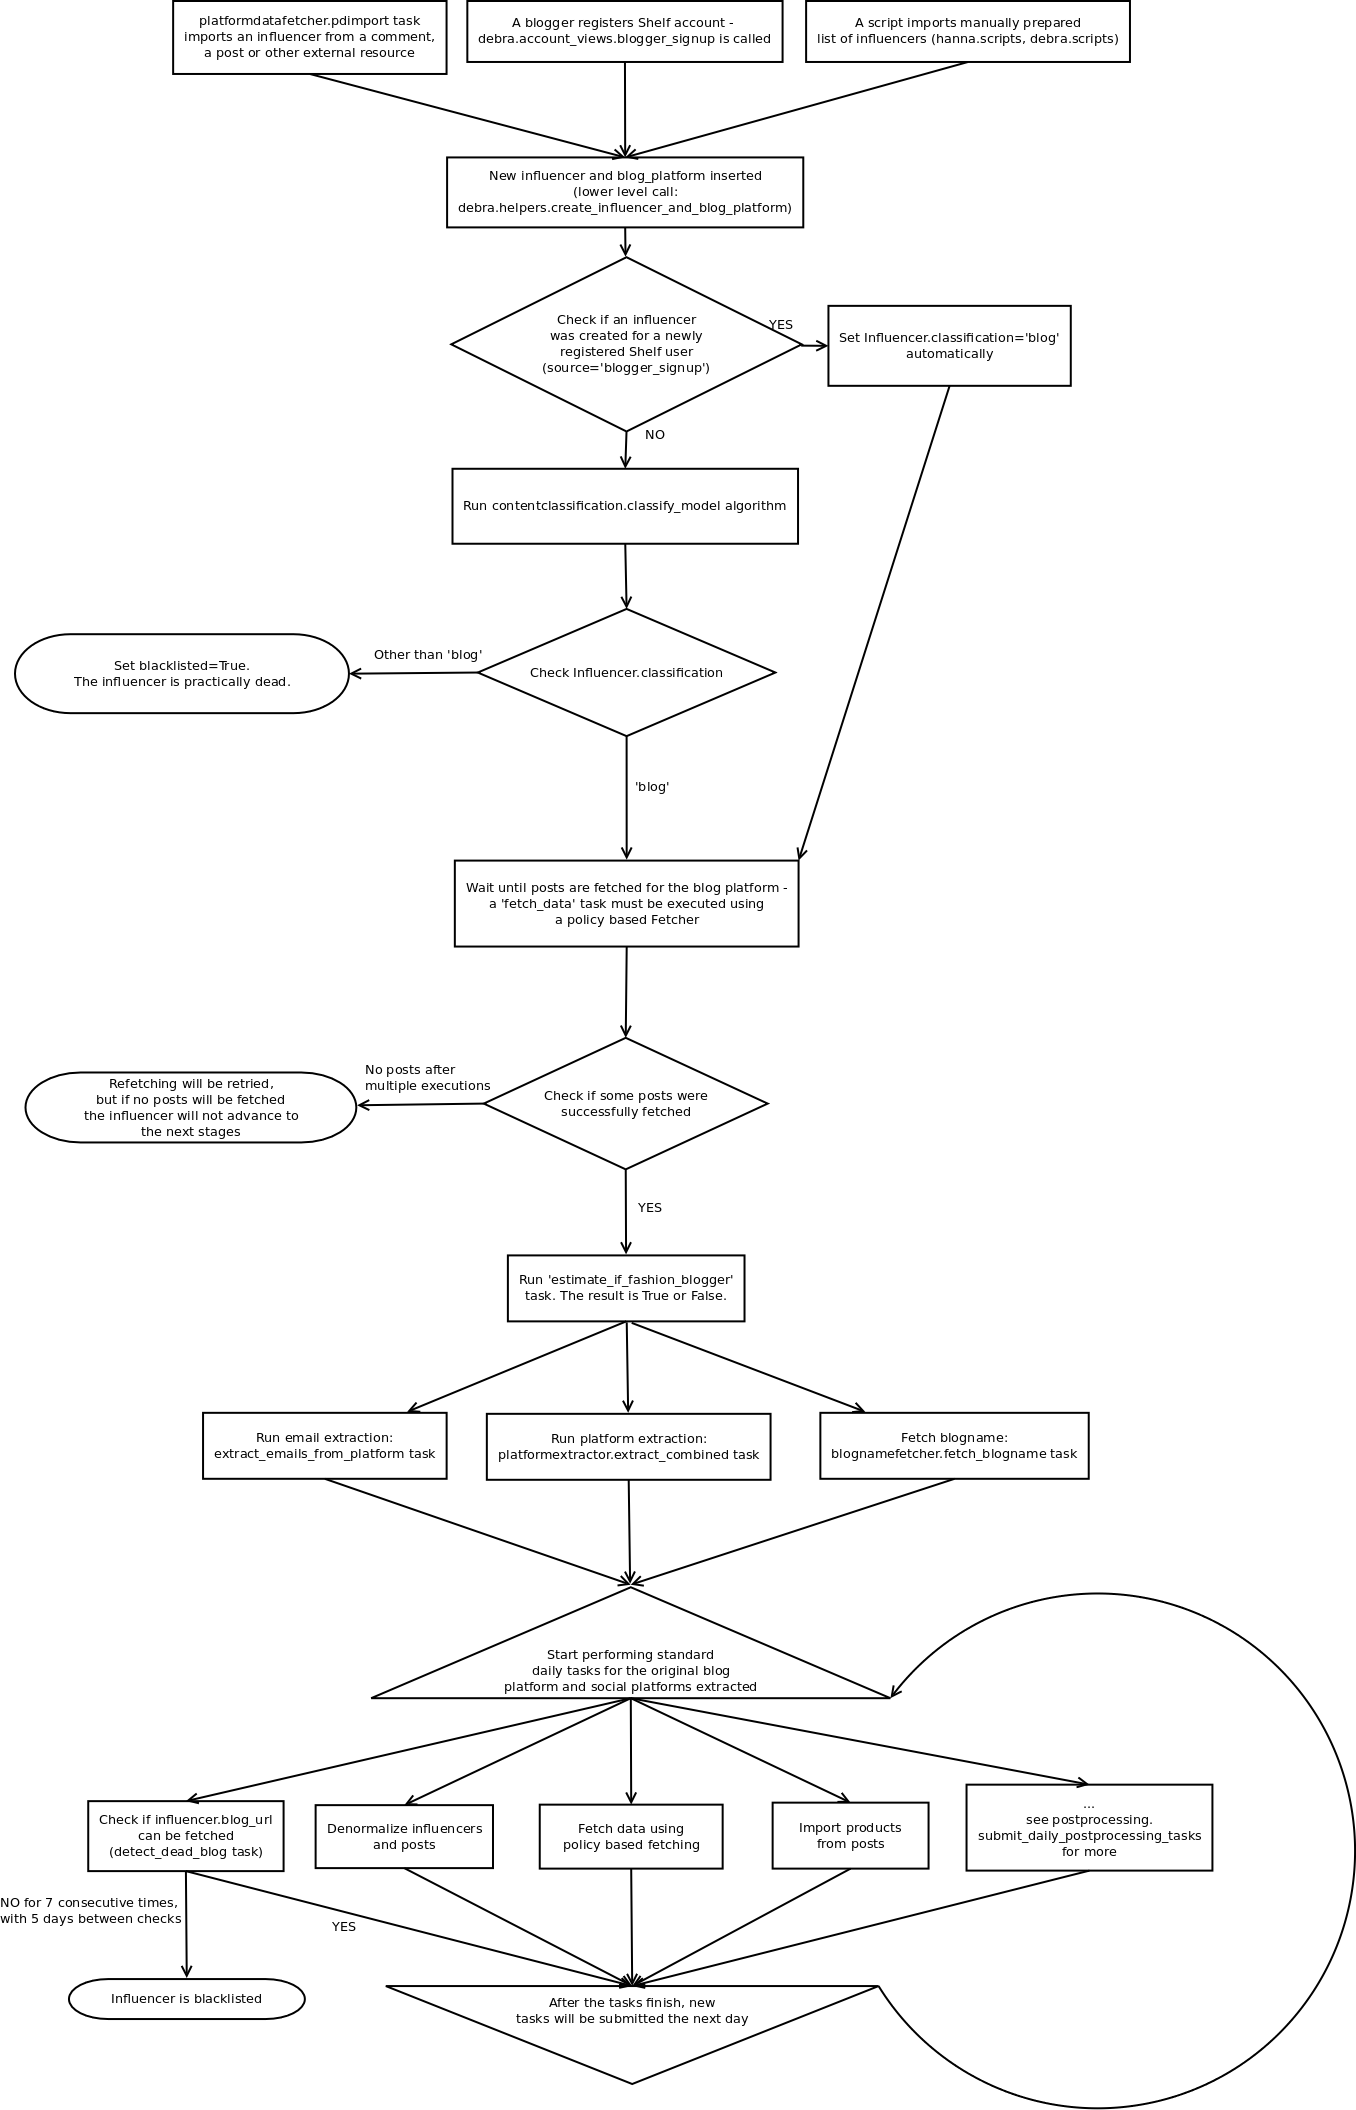 platformdatafetcher.pdimport task
imports an influencer from a comment,
a post or other external resource
A blogger registers Shelf account -
debra.account_views.blogger_signup is called
A script imports manually prepared
list of influencers (hanna.scripts, debra.scripts)
New influencer and blog_platform inserted
(lower level call:
debra.helpers.create_influencer_and_blog_platform)
Check if an influencer
was created for a newly
registered Shelf user
(source='blogger_signup')
YES
Set Influencer.classification='blog'
automatically
NO
Run contentclassification.classify_model algorithm
Other than 'blog'
Set blacklisted=True.
The influencer is practically dead.
Check Influencer.classification
'blog'
Wait until posts are fetched for the blog platform -
a 'fetch_data' task must be executed using
a policy based Fetcher
No posts after
multiple executions
Refetching will be retried,
but if no posts will be fetched
the influencer will not advance to
the next stages
Check if some posts were
successfully fetched
YES
Run 'estimate_if_fashion_blogger'
task. The result is True or False.
Run email extraction:
extract_emails_from_platform task
Run platform extraction:
platformextractor.extract_combined task
Fetch blogname:
blognamefetcher.fetch_blogname task
Start performing standard
daily tasks for the original blog
platform and social platforms extracted
Check if influencer.blog_url
can be fetched
(detect_dead_blog task)
Denormalize influencers
and posts
Fetch data using
policy based fetching
Import products
from posts
...
see postprocessing.
submit_daily_postprocessing_tasks
for more
NO for 7 consecutive times,
with 5 days between checks
YES
Influencer is blacklisted
After the tasks finish, new
tasks will be submitted the next day